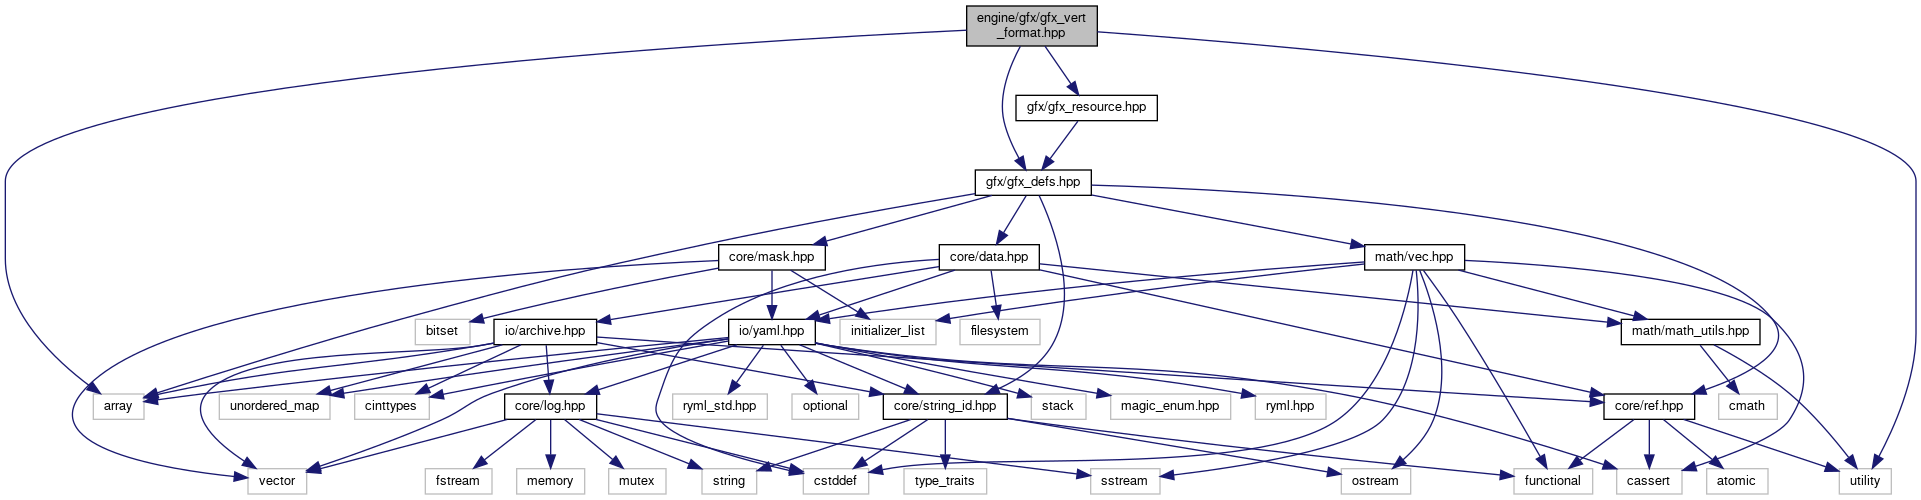 engine/gfx/gfx_vert
_format.hpp
gfx/gfx_resource.hpp
gfx/gfx_defs.hpp
core/mask.hpp
core/data.hpp
math/vec.hpp
bitset
io/archive.hpp
io/yaml.hpp
initializer_list
filesystem
math/math_utils.hpp
array
unordered_map
cinttypes
core/log.hpp
ryml_std.hpp
optional
core/string_id.hpp
stack
magic_enum.hpp
ryml.hpp
core/ref.hpp
cmath
vector
fstream
memory
mutex
string
cstddef
type_traits
sstream
ostream
functional
cassert
atomic
utility